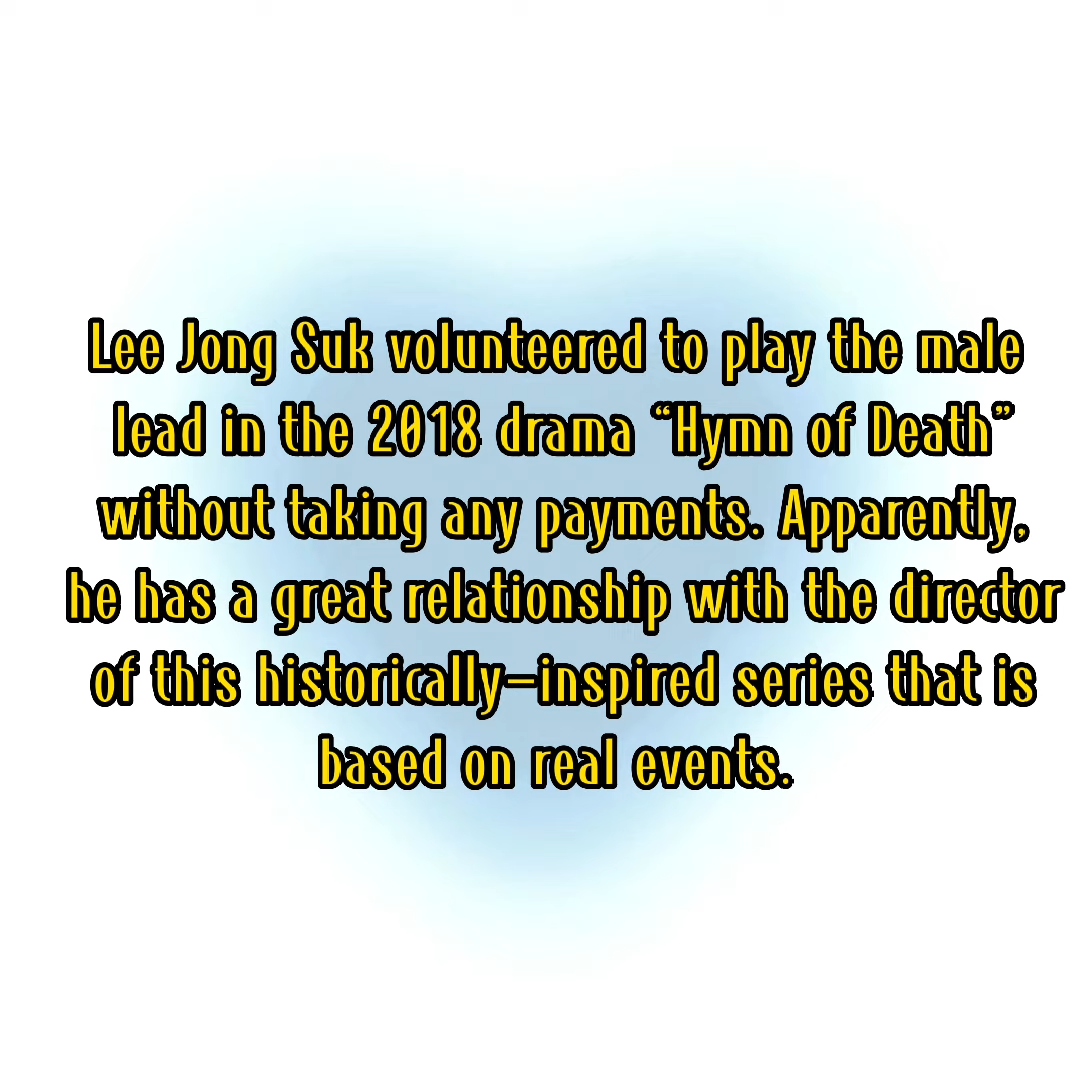 Lee Jong Suk volunteered to play the male
lead in the 2018 drama “Hymn of Death”
without taking any payments. Apparently,
he has a great relationship with the director
of this historically-inspired series that is
based on real events.